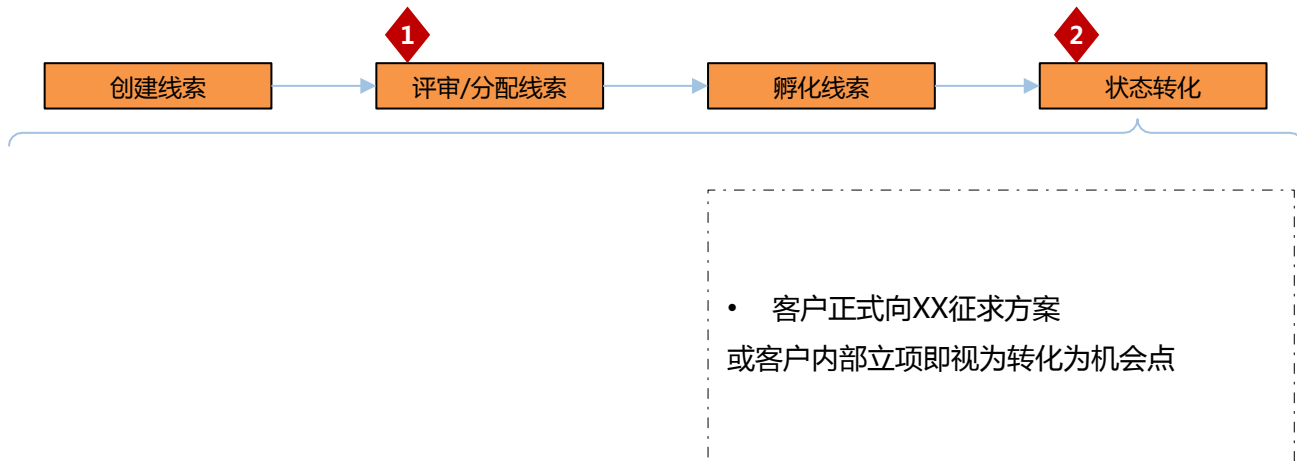 1
2
创建线索
评审/分配线索
孵化线索
状态转化
• 客户正式向XX征求方案
或客户内部立项即视为转化为机会点